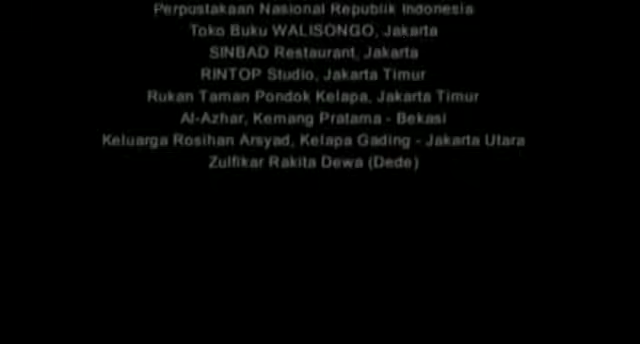 Perpustakaan Nasional Republik Indonesia
Toko Buku WALISONGO, Jakarta
SINBAD Restaurant, Jakarta
RINTOP Studio, Jakarta Timur
Rukan Taman Pondok Kelapa, Jakarta Timur
Al-Azhar, Kemang Pratama - Bekasi
Keluarga Rosihan Arsyad, Kelapa Gading - Jakarta Utara
Zulfikar Rakita Dewa (Dede)